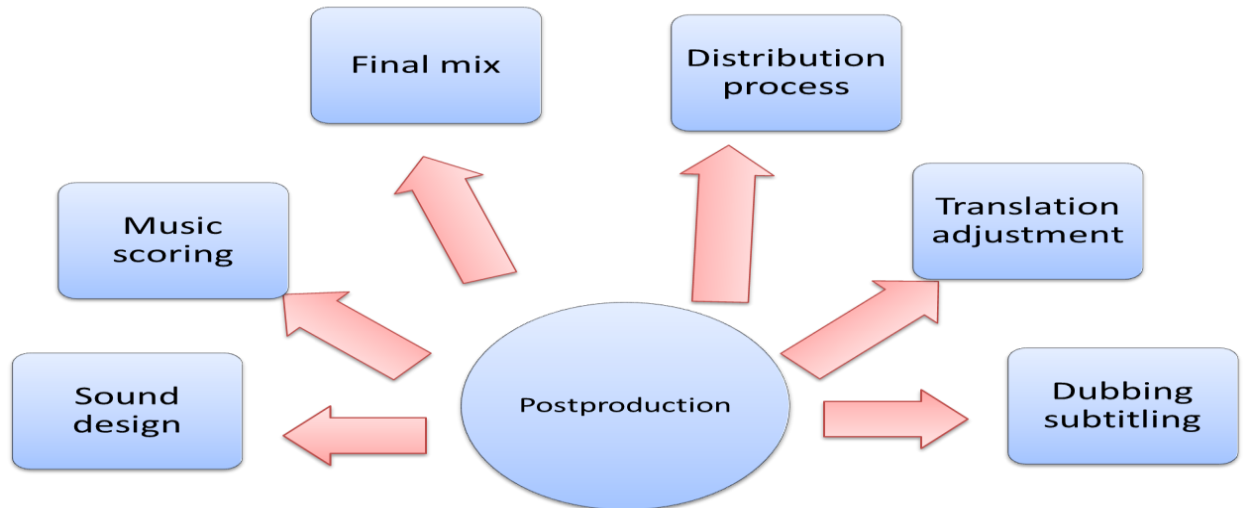 Final mix
Distribution
process
Music
scoring
Translation
adjustment
Sound
design
Postproduction
Dubbing
subtitling